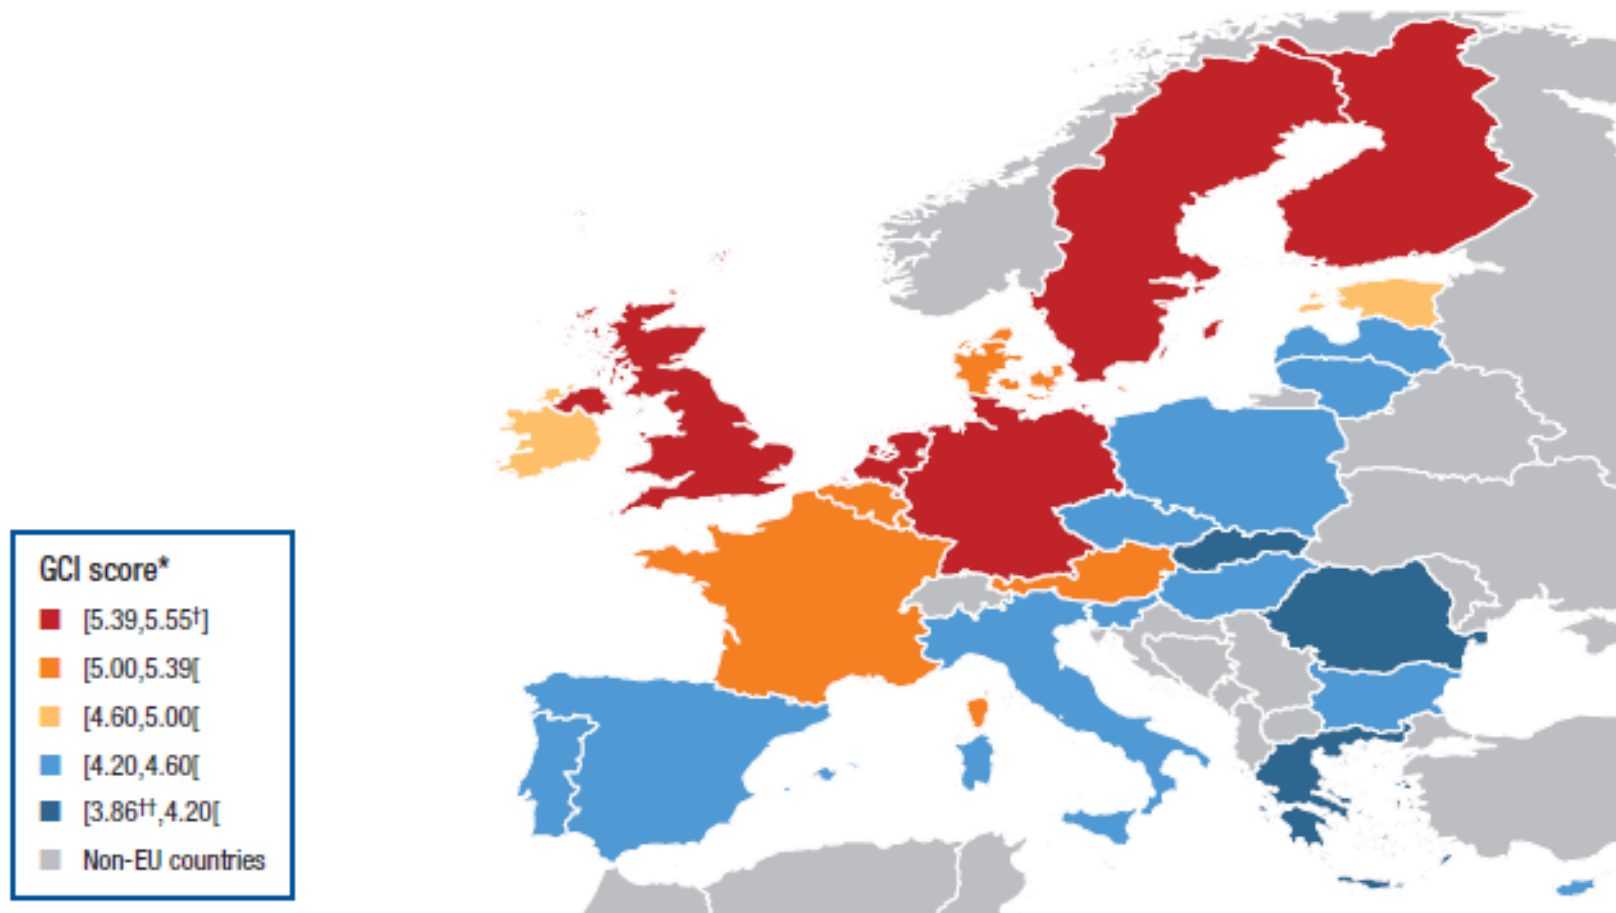 GCI score*
[5.39,5.55†]
[5.00,5.39[
[4.60,5.00[
[4.20,4.60[
[3.86††,4.20[
Non-EU countries